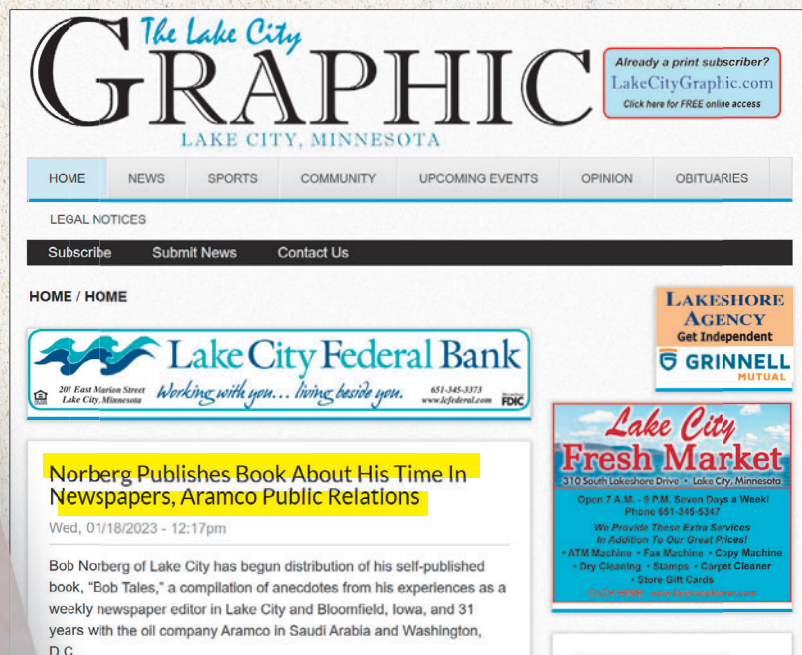 The Lake City
GRAPHIC
LAKE CITY, MINNESOTA
Already a print subscriber?
LakeCityGraphic.com
Click here for FREE online access
HOME NEWS SPORTS COMMUNITY UPCOMING EVENTS OPINION OBITUARIES
LEGAL NOTICES
Subscribe Submit News Contact Us
HOME / HOME
Lake City Federal Bank
201 East Marion Street
Lake City, Minnesota
Working with you... living beside you.
651-345-3373
www.lcfederal.com
FDIC
LAKESHORE
AGENCY
Get Independent
GRINNELL
MUTUAL
Norberg Publishes Book About His Time In
Newspapers, Aramco Public Relations
Wed, 01/18/2023 - 12:17pm
Bob Norberg of Lake City has begun distribution of his self-published
book, “Bob Tales,” a compilation of anecdotes from his experiences as a
weekly newspaper editor in Lake City and Bloomfield, Iowa, and 31
years with the oil company Aramco in Saudi Arabia and Washington,
D.C.
Lake City
Fresh Market
310 South Lakeshore Drive • Lake City, Minnesota
Open 7 A.M. - 9 P.M. Seven Days a Week!
Phone 651-345-5347
We Provide These Extra Services
In Addition To Our Great Prices!
• ATM Machine • Fax Machine • Copy Machine
• Dry Cleaning • Stamps • Carpet Cleaner
• Store Gift Cards